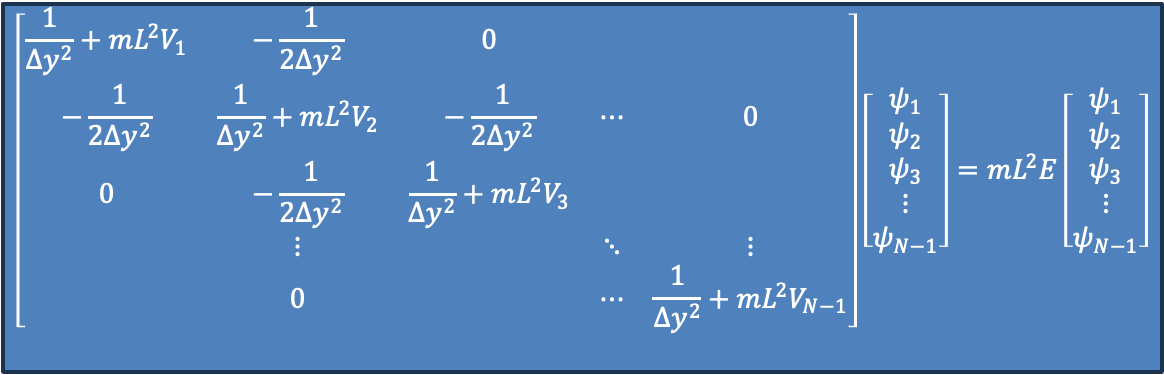 1/Δy² + mL²V₁ −1/2Δy² 0
−1/2Δy² 1/Δy² + mL²V₂ −1/2Δy² ⋯ 0
0 −1/2Δy² 1/Δy² + mL²V₃
⋮ ⋱ ⋮
0 ⋯ 1/Δy² + mL²V_{N−1}
ψ₁
ψ₂
ψ₃
⋮
ψ_{N−1}
= mL²E
ψ₁
ψ₂
ψ₃
⋮
ψ_{N−1}